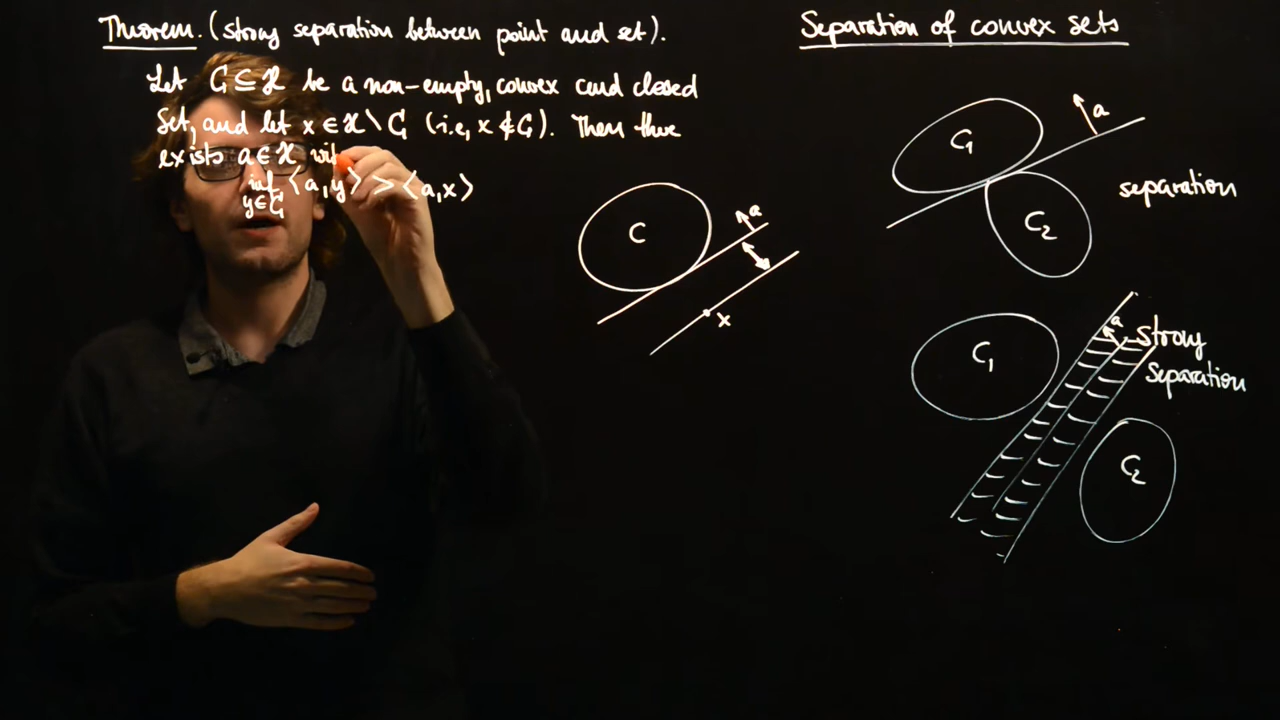 Theorem. (strong separation between point and set).
Let C ⊆ X be a non-empty, convex and closed
set, and let x ∈ X \ C (i.e., x ∉ C). Then there
exists a ∈ X wit
inf ⟨a,y⟩ > ⟨a,x⟩
y∈C
C
a
x
Separation of convex sets
C₁
a
C₂
separation
C₁
a
strong
separation
C₂